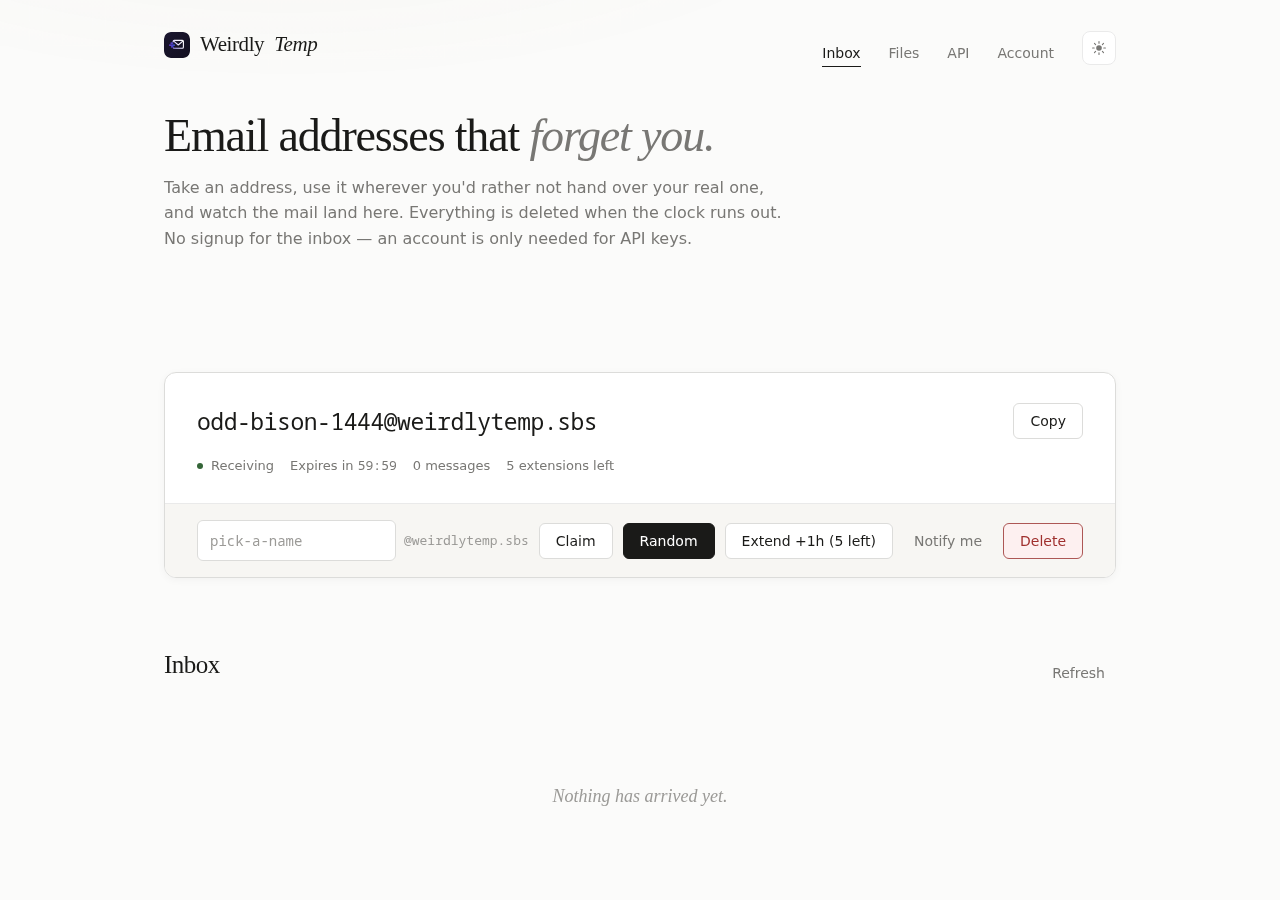 Weirdly Temp
Inbox Files API Account
Email addresses that forget you.
Take an address, use it wherever you'd rather not hand over your real one,
and watch the mail land here. Everything is deleted when the clock runs out.
No signup for the inbox — an account is only needed for API keys.
odd-bison-1444@weirdlytemp.sbs
Copy
Receiving Expires in 59:59 0 messages 5 extensions left
pick-a-name @weirdlytemp.sbs Claim Random Extend +1h (5 left) Notify me Delete
Inbox
Refresh
Nothing has arrived yet.